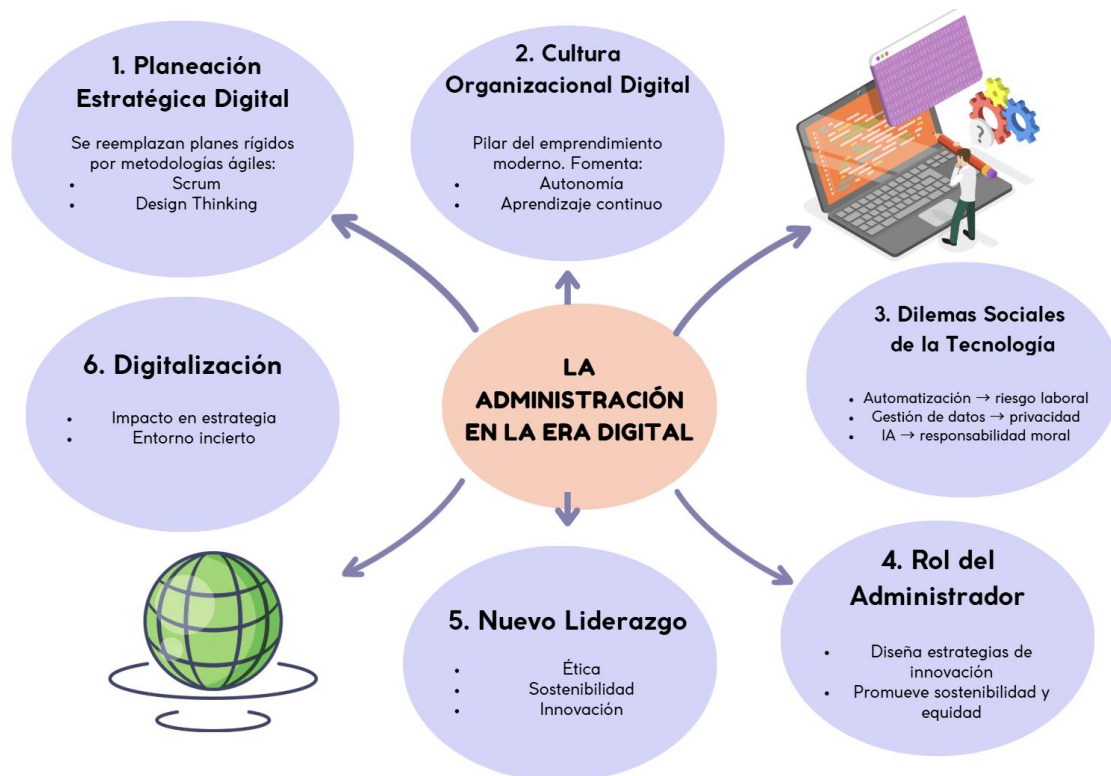 1. Planeación
Estratégica Digital
Se reemplazan planes rígidos
por metodologías ágiles:
• Scrum
• Design Thinking
2. Cultura
Organizacional Digital
Pilar del emprendimiento
moderno. Fomenta:
• Autonomía
• Aprendizaje continuo
?
LA
ADMINISTRACIÓN
EN LA ERA DIGITAL
3. Dilemas Sociales
de la Tecnología
• Automatización → riesgo laboral
• Gestión de datos → privacidad
• IA → responsabilidad moral
4. Rol del
Administrador
• Diseña estrategias de
innovación
• Promueve sostenibilidad y
equidad
5. Nuevo Liderazgo
• Ética
• Sostenibilidad
• Innovación
6. Digitalización
• Impacto en estrategia
• Entorno incierto